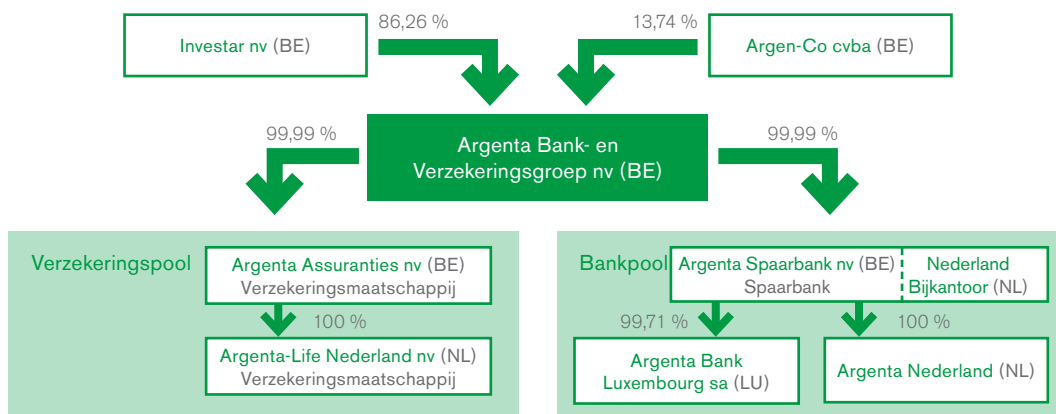 86,26 %
13,74 %
Investar nv (BE)
Argen-Co cvba (BE)
99,99 %
Argenta Bank- en
Verzekeringsgroep nv (BE)
99,99 %
Verzekeringspool
Argenta Assuranties nv (BE)
Verzekeringsmaatschappij
100 %
Argenta-Life Nederland nv (NL)
Verzekeringsmaatschappij
Bankpool
Argenta Spaarbank nv (BE)
Spaarbank
Nederland
Bijkantoor (NL)
99,71 %
100 %
Argenta Bank
Luxembourg sa (LU)
Argenta Nederland (NL)